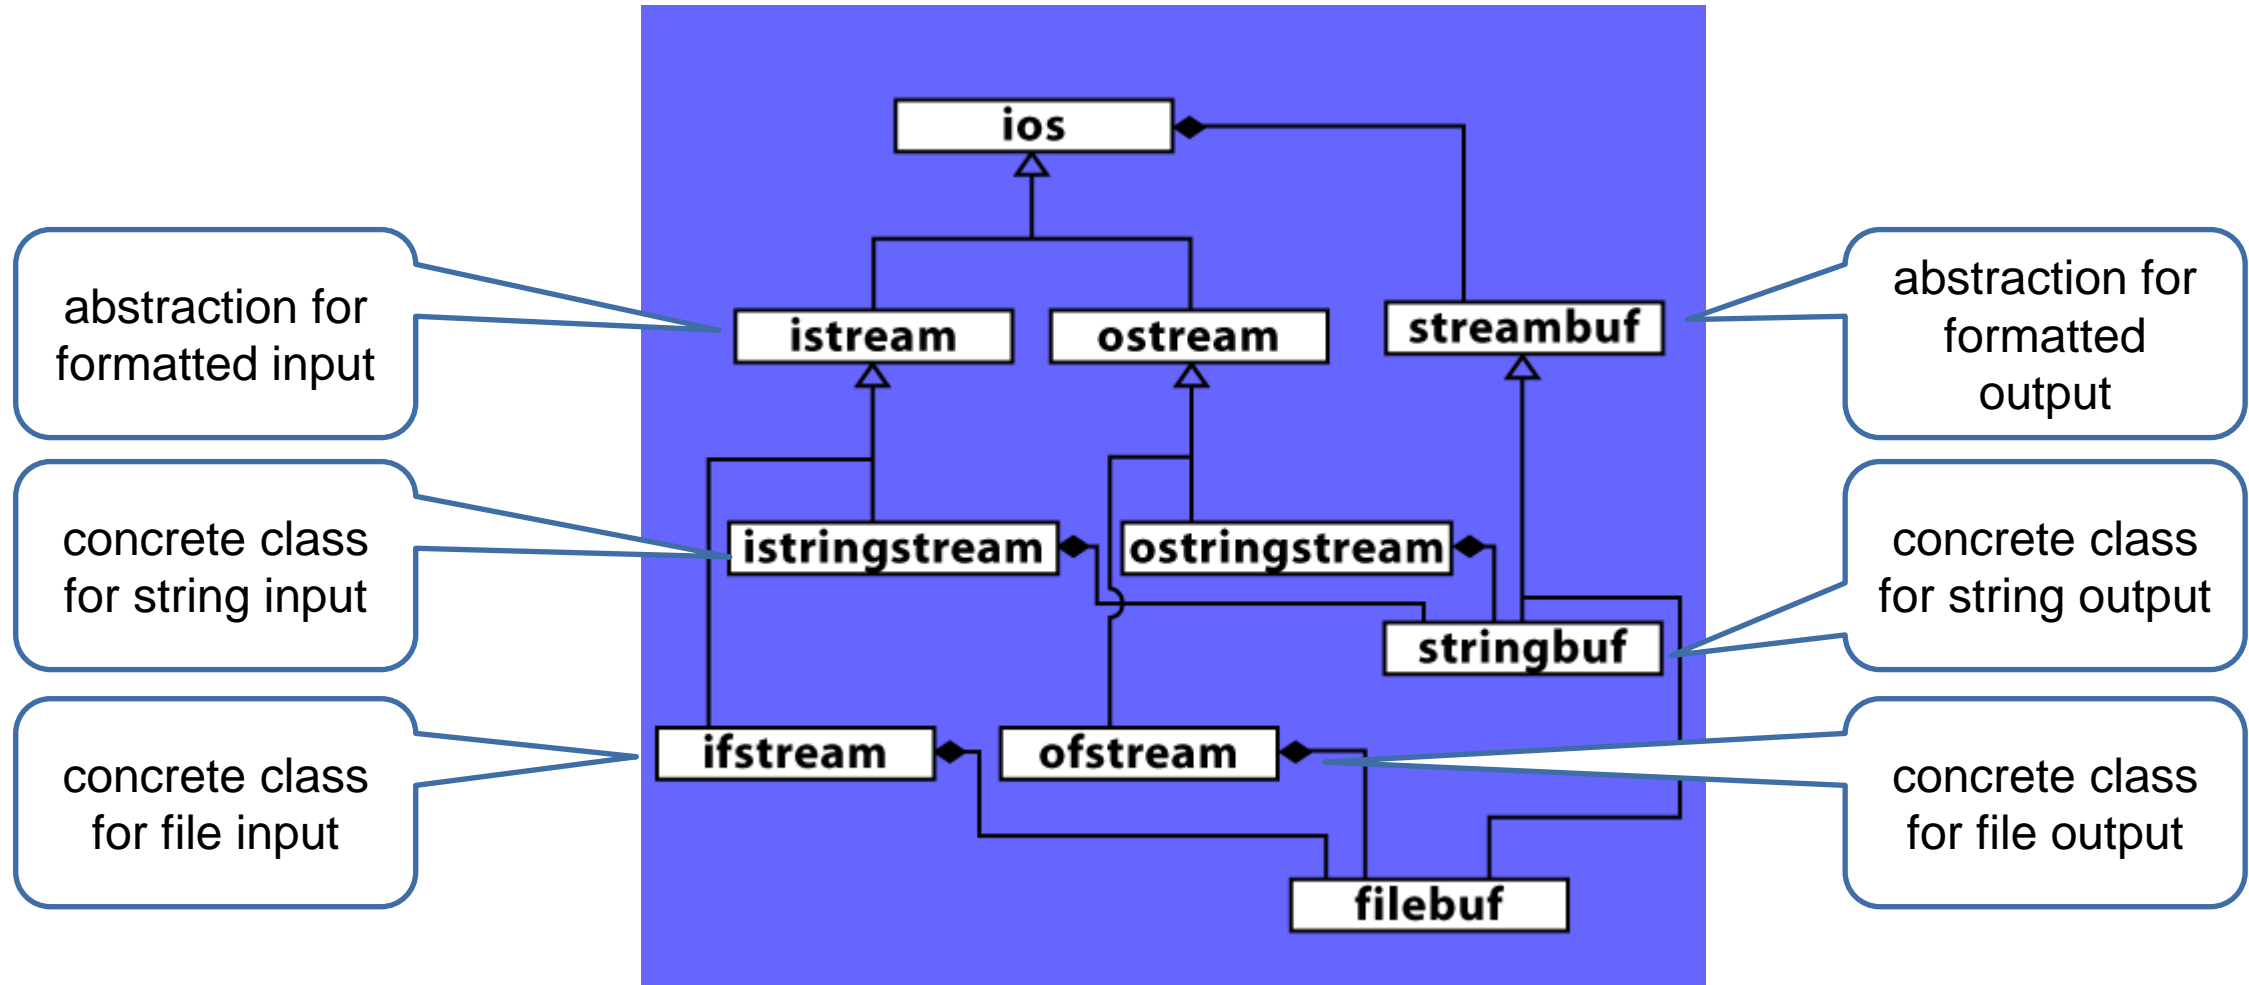 ios
abstraction for
formatted input
istream
ostream
streambuf
abstraction for
formatted
output
concrete class
for string input
istringstream
ostringstream
stringbuf
concrete class
for string output
concrete class
for file input
ifstream
ofstream
filebuf
concrete class
for file output